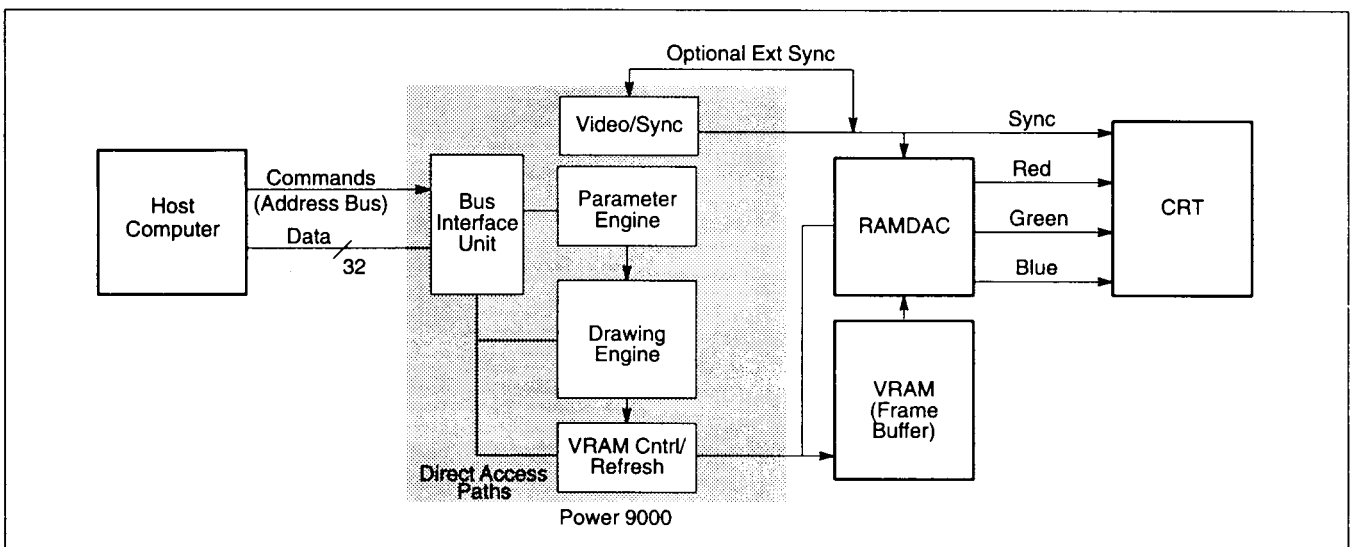 Optional Ext Sync
Video/Sync
Sync
Host
Computer
Commands
(Address Bus)
Data
32
Bus
Interface
Unit
Parameter
Engine
Drawing
Engine
VRAM Cntrl/
Refresh
Direct Access
Paths
Power 9000
RAMDAC
Red
Green
Blue
CRT
VRAM
(Frame
Buffer)